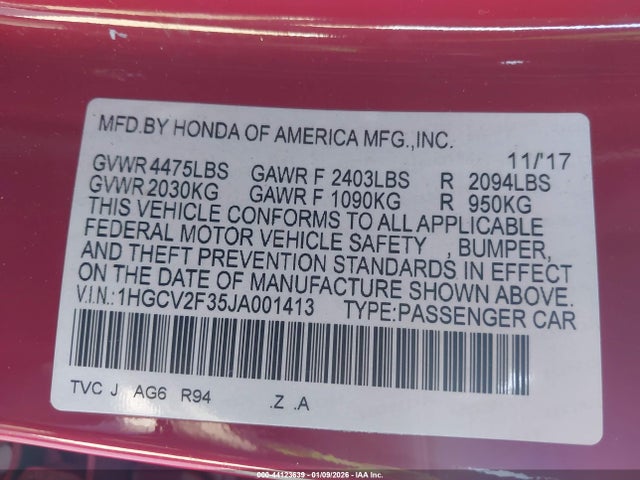 MFD.BY HONDA OF AMERICA MFG.,INC.
11/'17
GVWR 4475LBS GAWR F 2403LBS R 2094LBS
GVWR 2030KG GAWR F 1090KG R 950KG
THIS VEHICLE CONFORMS TO ALL APPLICABLE
FEDERAL MOTOR VEHICLE SAFETY , BUMPER,
AND THEFT PREVENTION STANDARDS IN EFFECT
ON THE DATE OF MANUFACTURE SHOWN ABOVE.
V.I.N.:1HGCV2F35JA001413 TYPE:PASSENGER CAR
TVC J AG6 R94 .Z .A
000-44123639 - 01/09/2026 - IAA Inc.